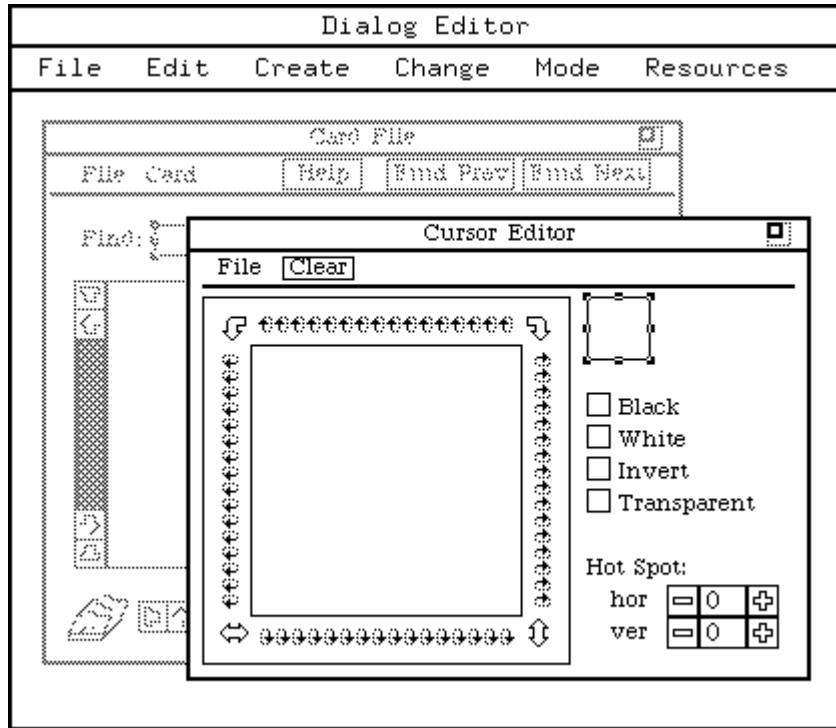 Dialog Editor
File Edit Create Change Mode Resources
Card File
File Card Help Find Prev Find Next
Find:
Cursor Editor
File Clear
Black
White
Invert
Transparent
Hot Spot:
hor 0
ver 0